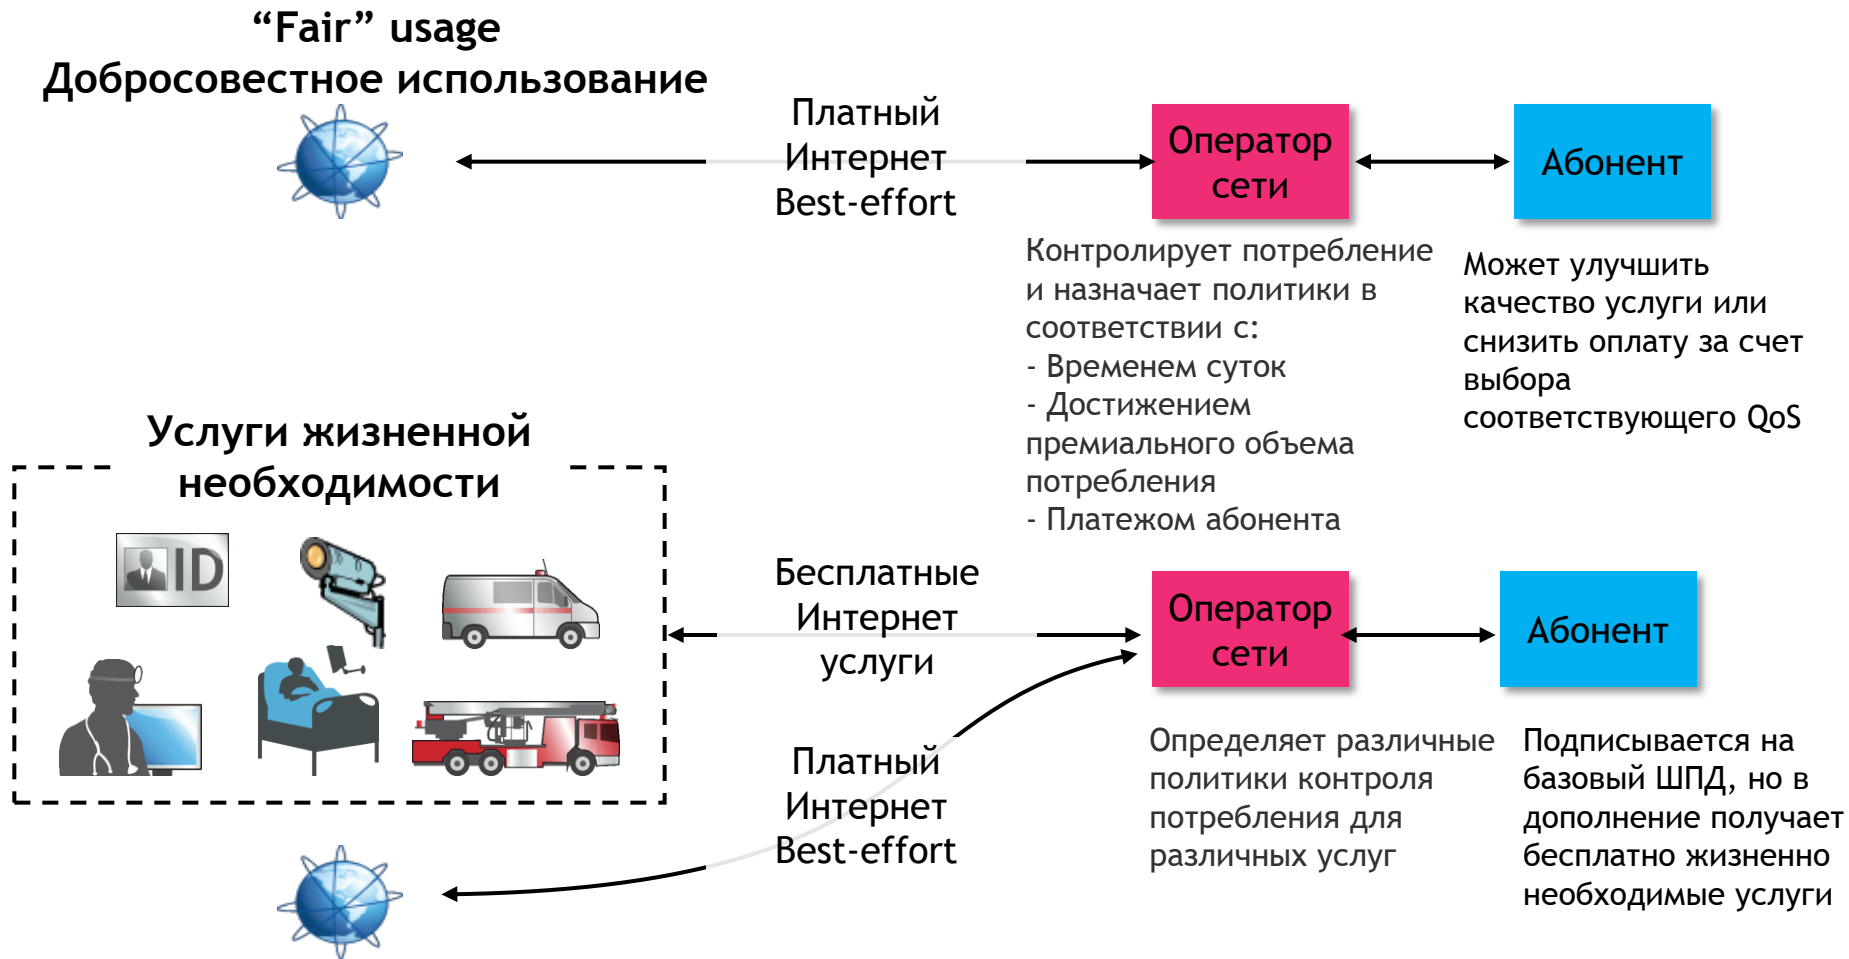 “Fair” usage
Добросовестное использование
Платный
Интернет
Best-effort
Оператор
сети
Абонент
Контролирует потребление
и назначает политики в
соответствии с:
- Временем суток
- Достижением
премиального объема
потребления
- Платежом абонента
Может улучшить
качество услуги или
снизить оплату за счет
выбора
соответствующего QoS
Услуги жизненной
необходимости
ID
Бесплатные
Интернет
услуги
Оператор
сети
Абонент
Платный
Интернет
Best-effort
Определяет различные
политики контроля
потребления для
различных услуг
Подписывается на
базовый ШПД, но в
дополнение получает
бесплатно жизненно
необходимые услуги